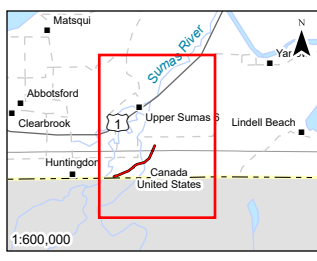 Matsqui
N
Sumas River
Yar
Abbotsford
1
Upper Sumas 6
Clearbrook
Lindell Beach
Huntingdon
Canada
United States
1:600,000